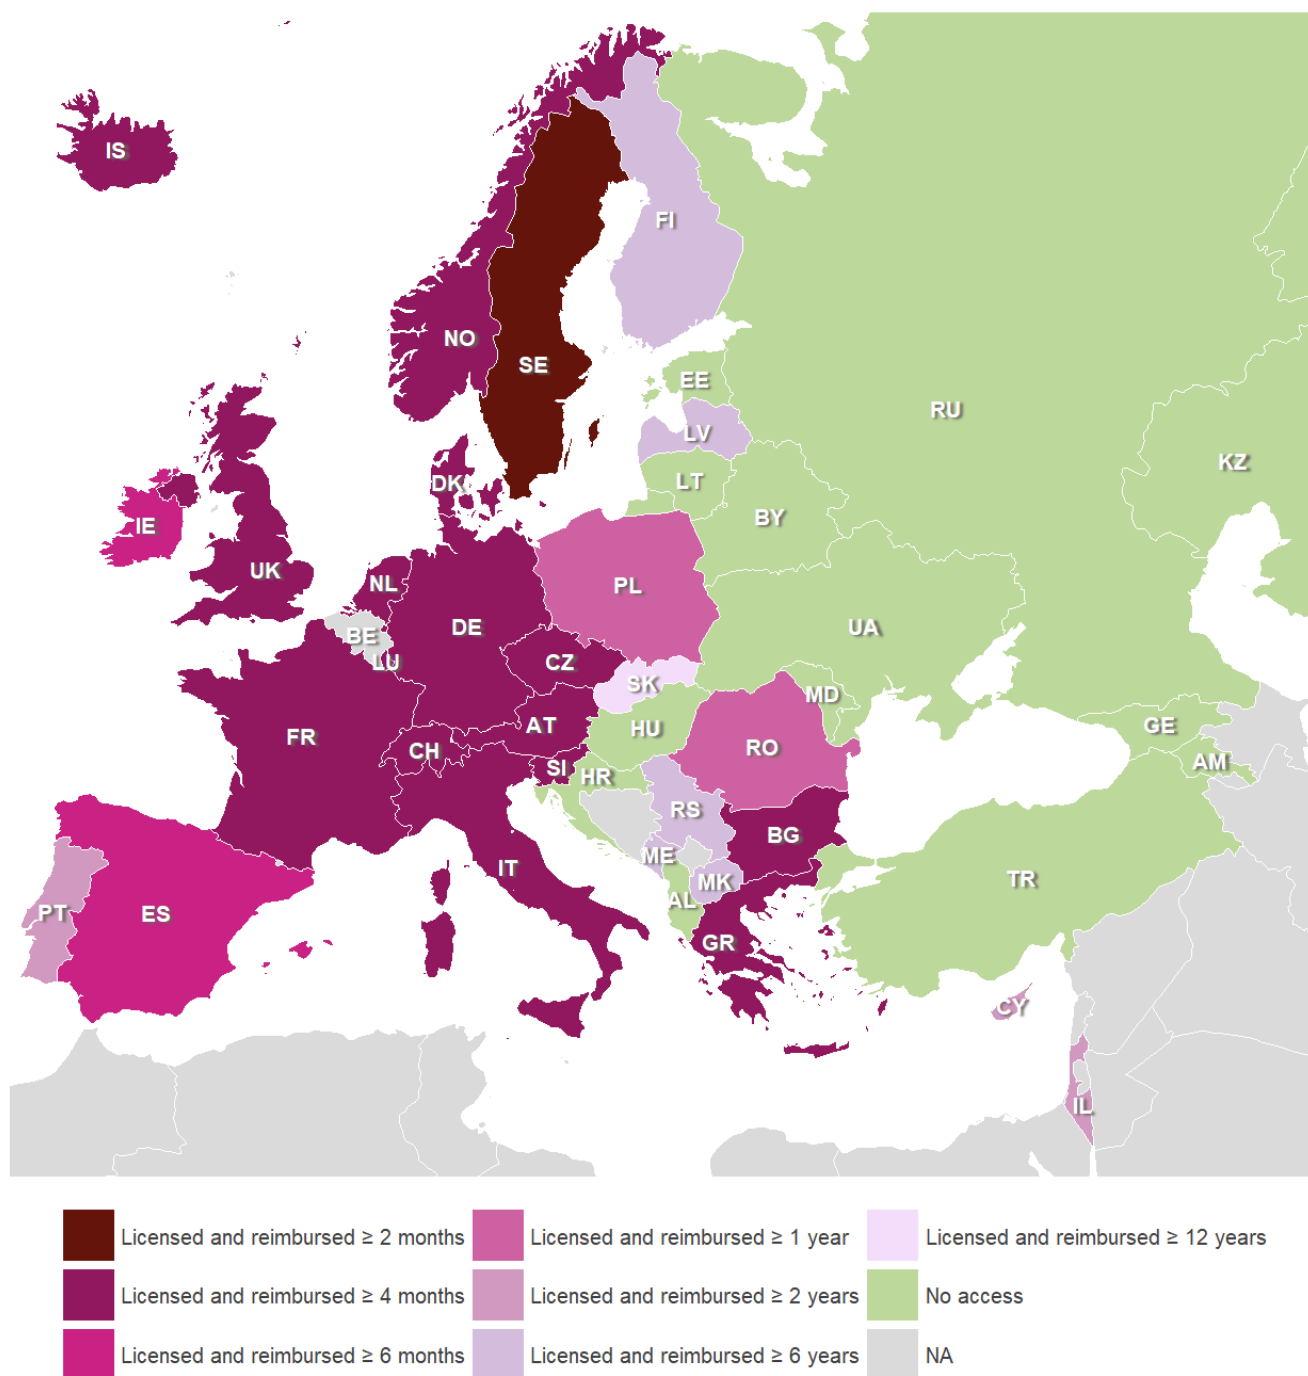 IS
FI
NO
SE
EE
RU
LV
KZ
LT
DK
BY
IE
UK
NL
PL
DE
UA
BE
LU
CZ
SK
MD
AT
HU
GE
FR
CH
RO
SI
AM
HR
RS
BG
ME
IT
MK
TR
AL
PT
ES
GR
CY
IL
Licensed and reimbursed ≥ 2 months
Licensed and reimbursed ≥ 1 year
Licensed and reimbursed ≥ 12 years
Licensed and reimbursed ≥ 4 months
Licensed and reimbursed ≥ 2 years
No access
Licensed and reimbursed ≥ 6 months
Licensed and reimbursed ≥ 6 years
NA